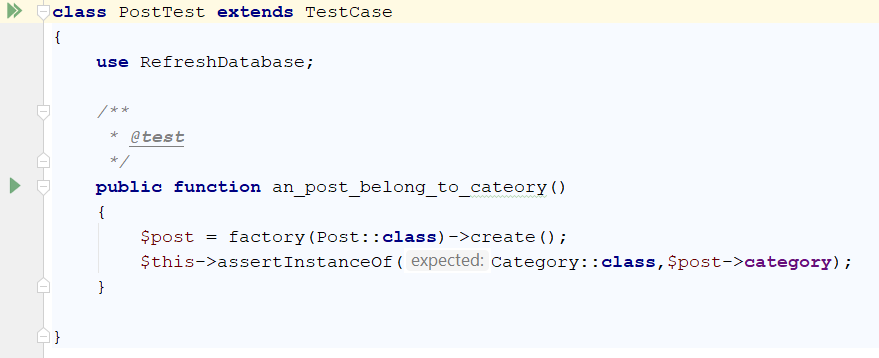 class PostTest extends TestCase
{
    use RefreshDatabase;
    /**
     * @test
     */
    public function an_post_belong_to_cateory()
    {
        $post = factory(Post::class)->create();
        $this->assertInstanceOf( expected: Category::class,$post->category);
    }
}